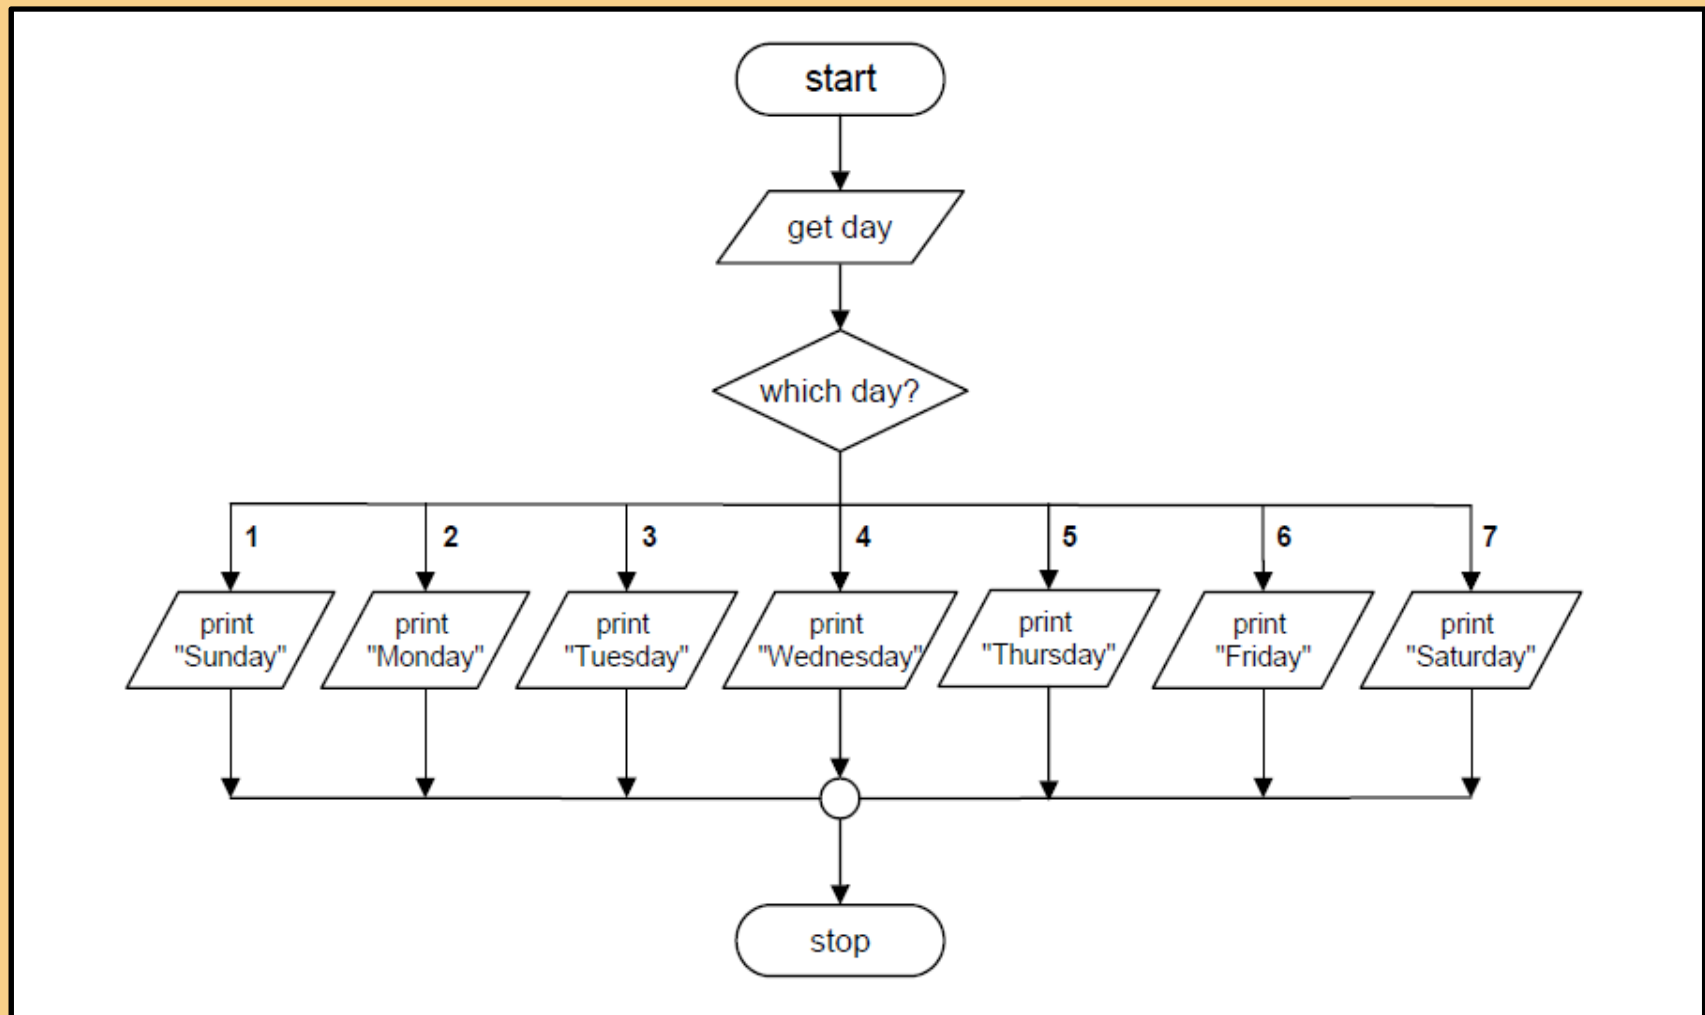 start
get day
which day?
1 2 3 4 5 6 7
print
"Sunday"
print
"Monday"
print
"Tuesday"
print
"Wednesday"
print
"Thursday"
print
"Friday"
print
"Saturday"
stop